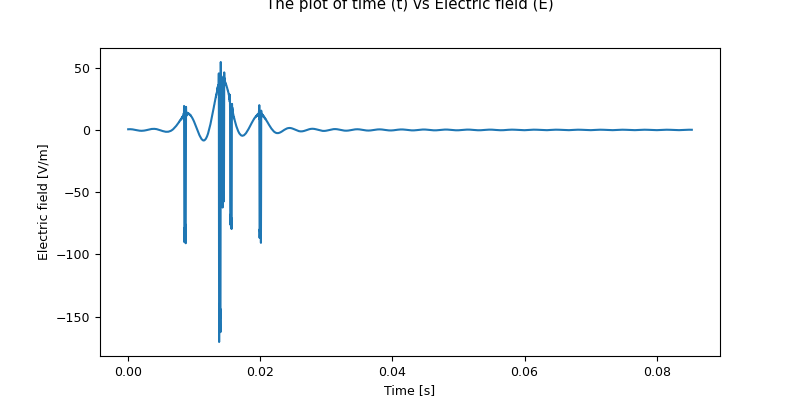 The plot of time (t) vs Electric field (E)
50
0
−50
−100
−150
Electric field [V/m]
0.00 0.02 0.04 0.06 0.08
Time [s]